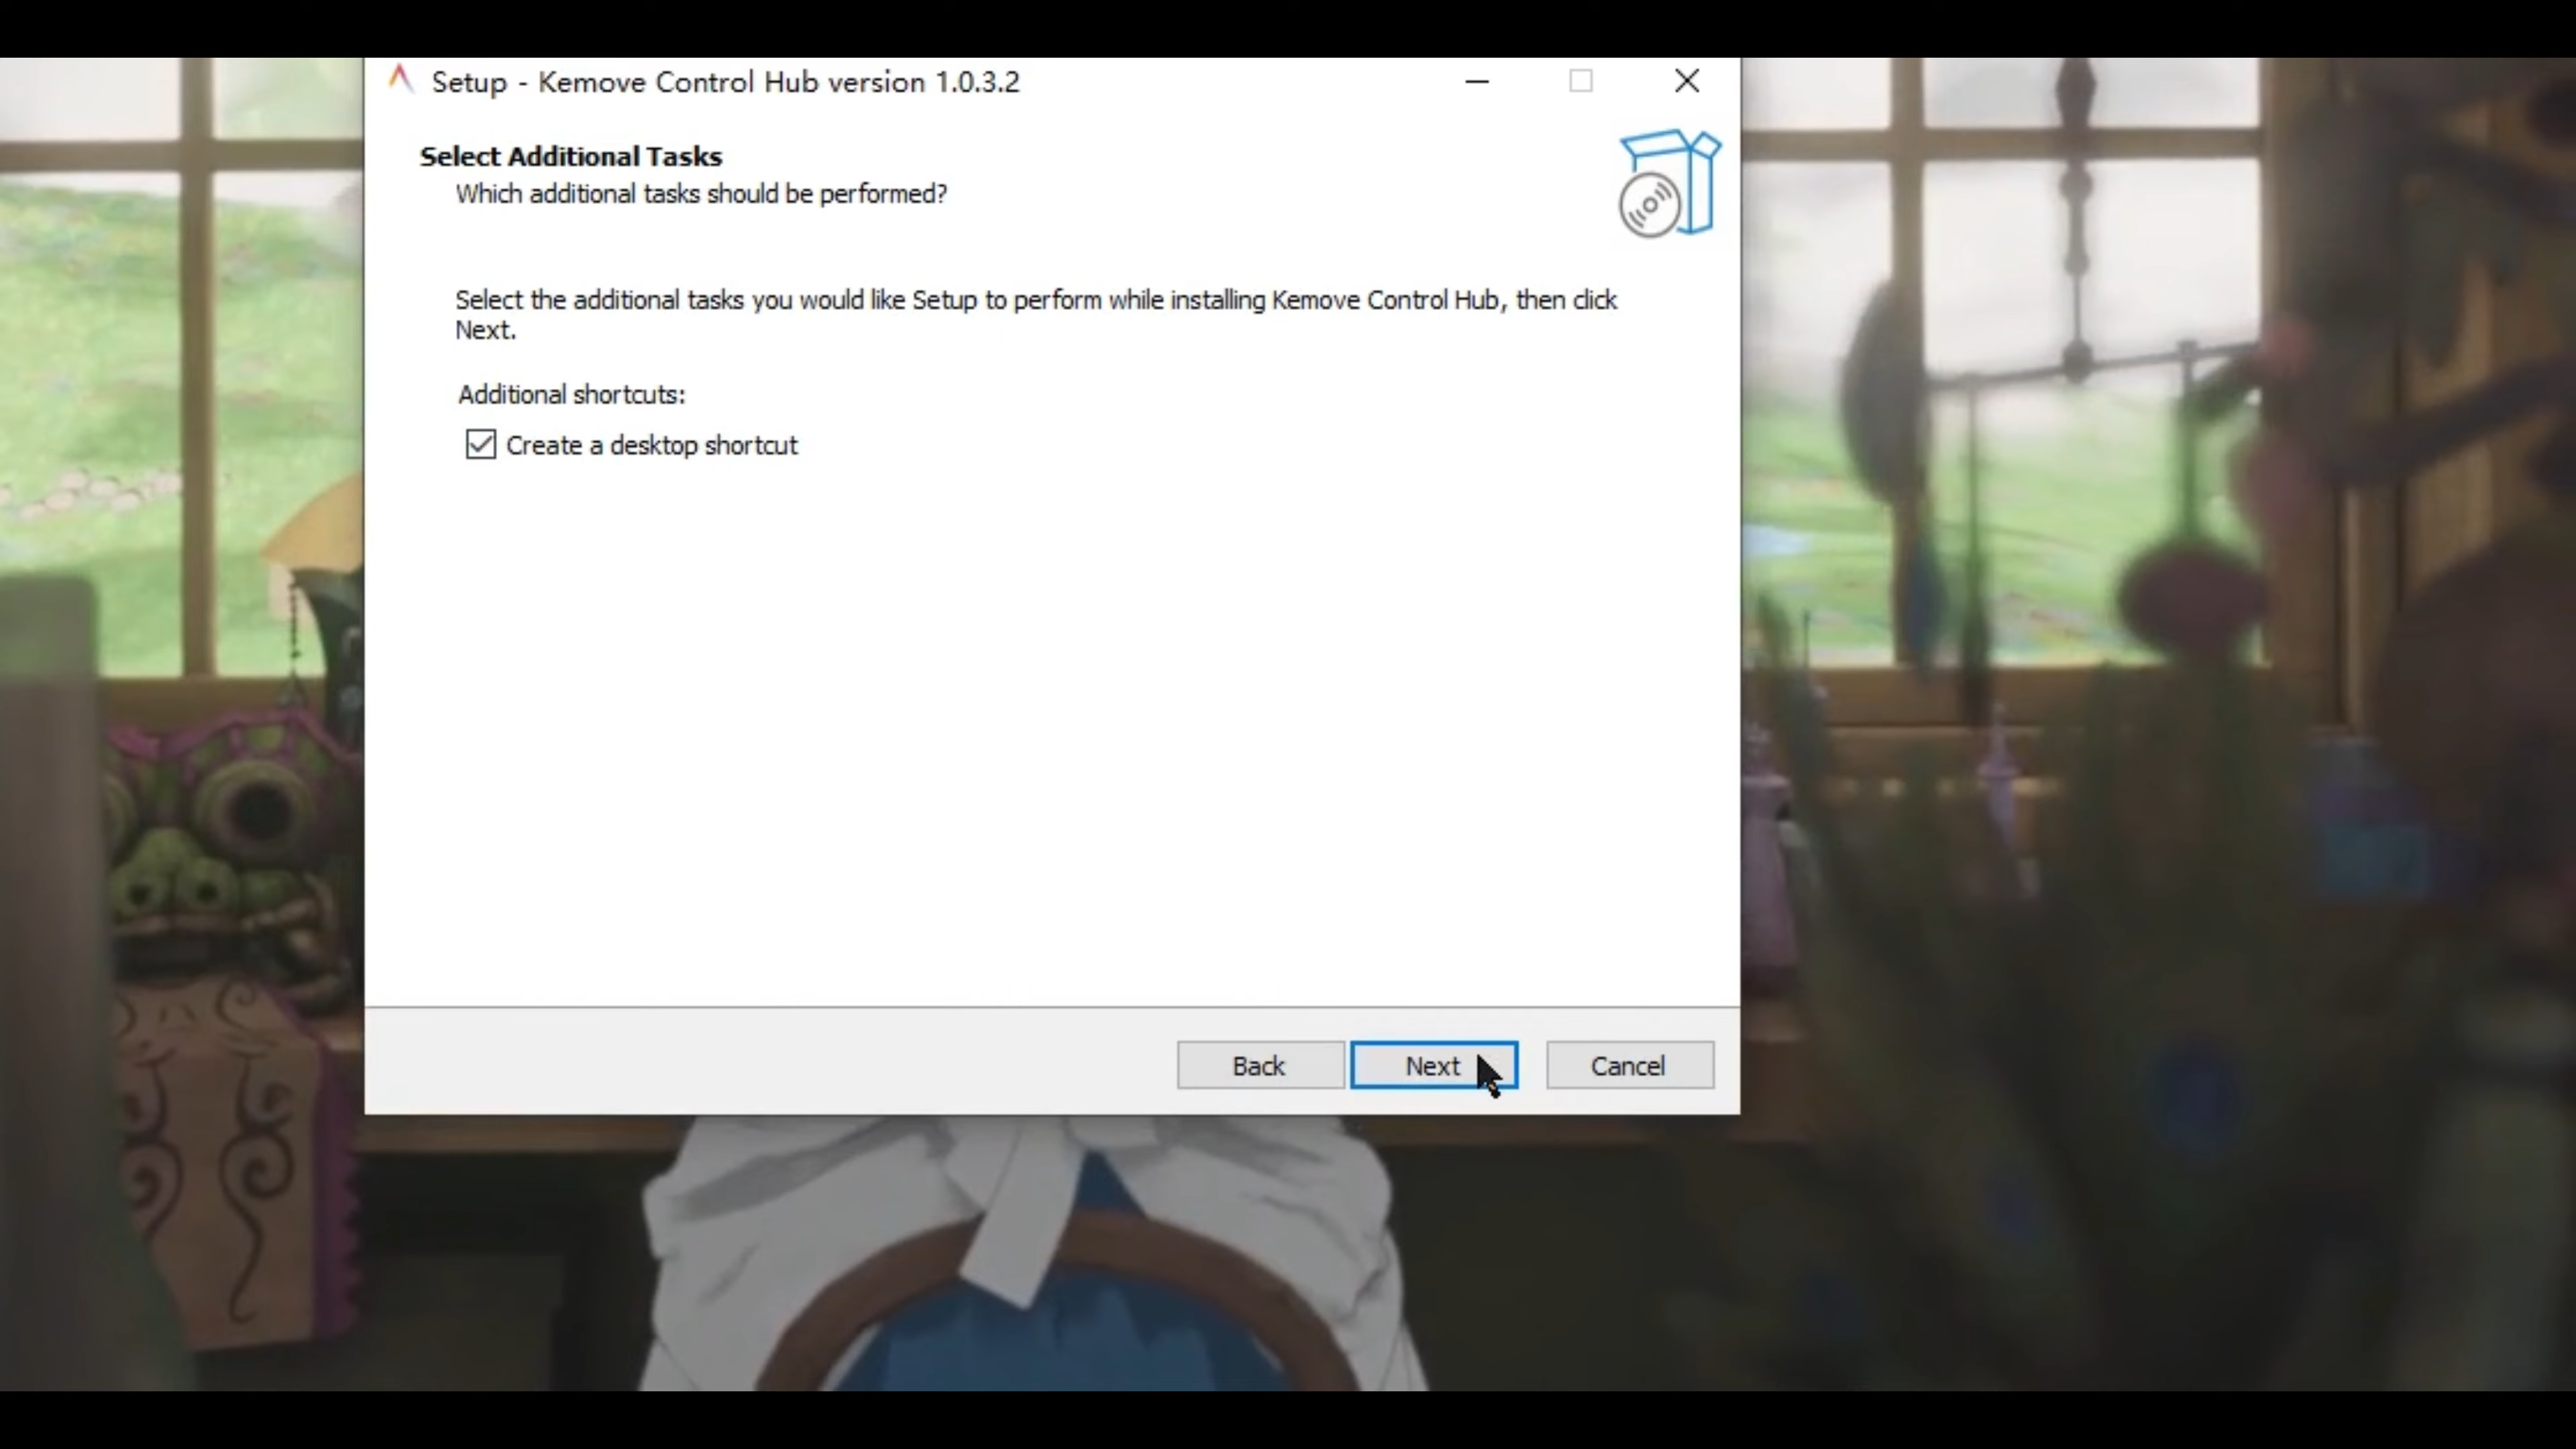 Setup - Kemove Control Hub version 1.0.3.2
Select Additional Tasks
Which additional tasks should be performed?
Select the additional tasks you would like Setup to perform while installing Kemove Control Hub, then click
Next.
Additional shortcuts:
Create a desktop shortcut
Back
Next
Cancel